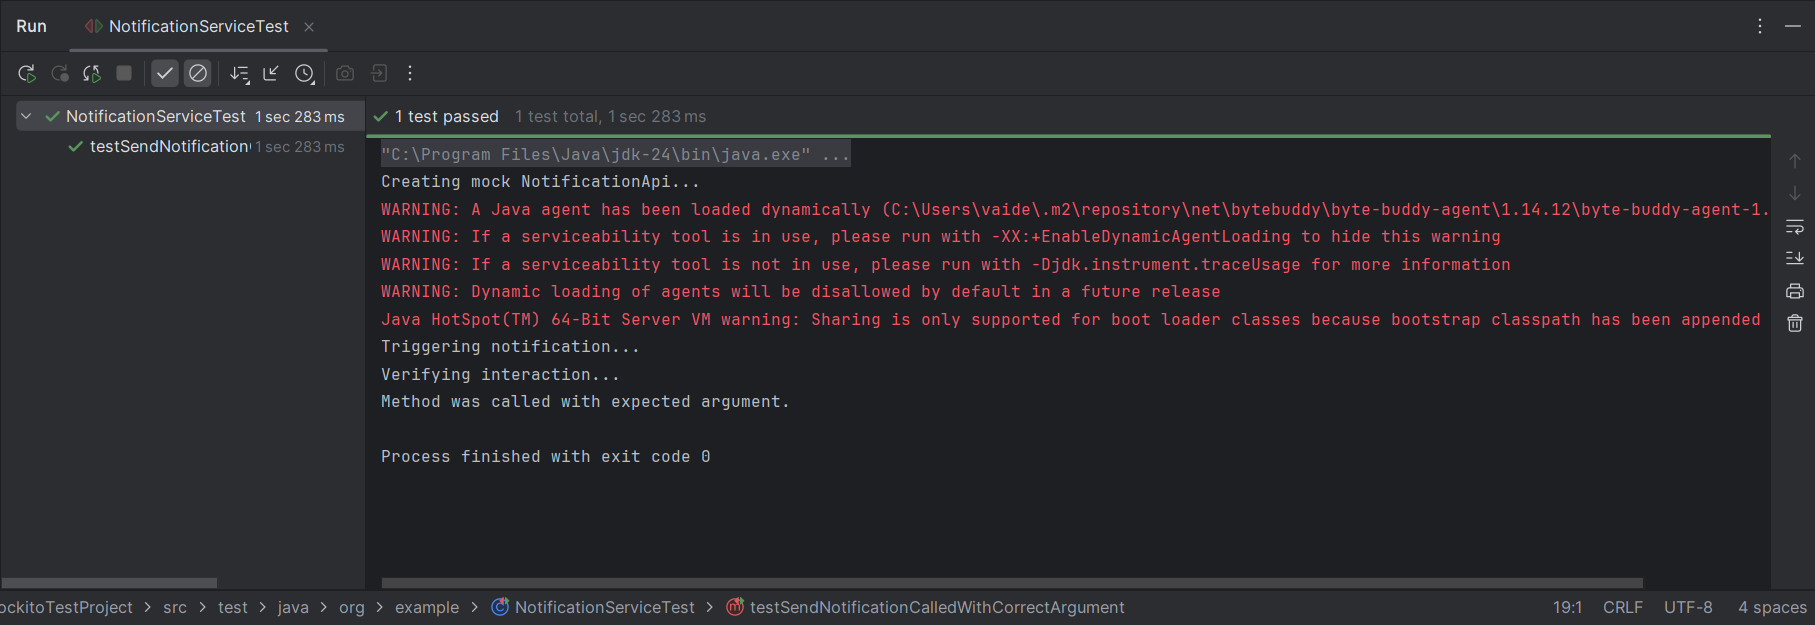 Run NotificationServiceTest
NotificationServiceTest 1 sec 283 ms
testSendNotification 1 sec 283 ms
1 test passed 1 test total, 1 sec 283 ms
"C:\Program Files\Java\jdk-24\bin\java.exe" ...
Creating mock NotificationApi...
WARNING: A Java agent has been loaded dynamically (C:\Users\vaide\.m2\repository\net\bytebuddy\byte-buddy-agent\1.14.12\byte-buddy-agent-1.
WARNING: If a serviceability tool is in use, please run with -XX:+EnableDynamicAgentLoading to hide this warning
WARNING: If a serviceability tool is not in use, please run with -Djdk.instrument.traceUsage for more information
WARNING: Dynamic loading of agents will be disallowed by default in a future release
Java HotSpot(TM) 64-Bit Server VM warning: Sharing is only supported for boot loader classes because bootstrap classpath has been appended
Triggering notification...
Verifying interaction...
Method was called with expected argument.
Process finished with exit code 0
ockitoTestProject > src > test > java > org > example > NotificationServiceTest > testSendNotificationCalledWithCorrectArgument 19:1 CRLF UTF-8 4 spaces